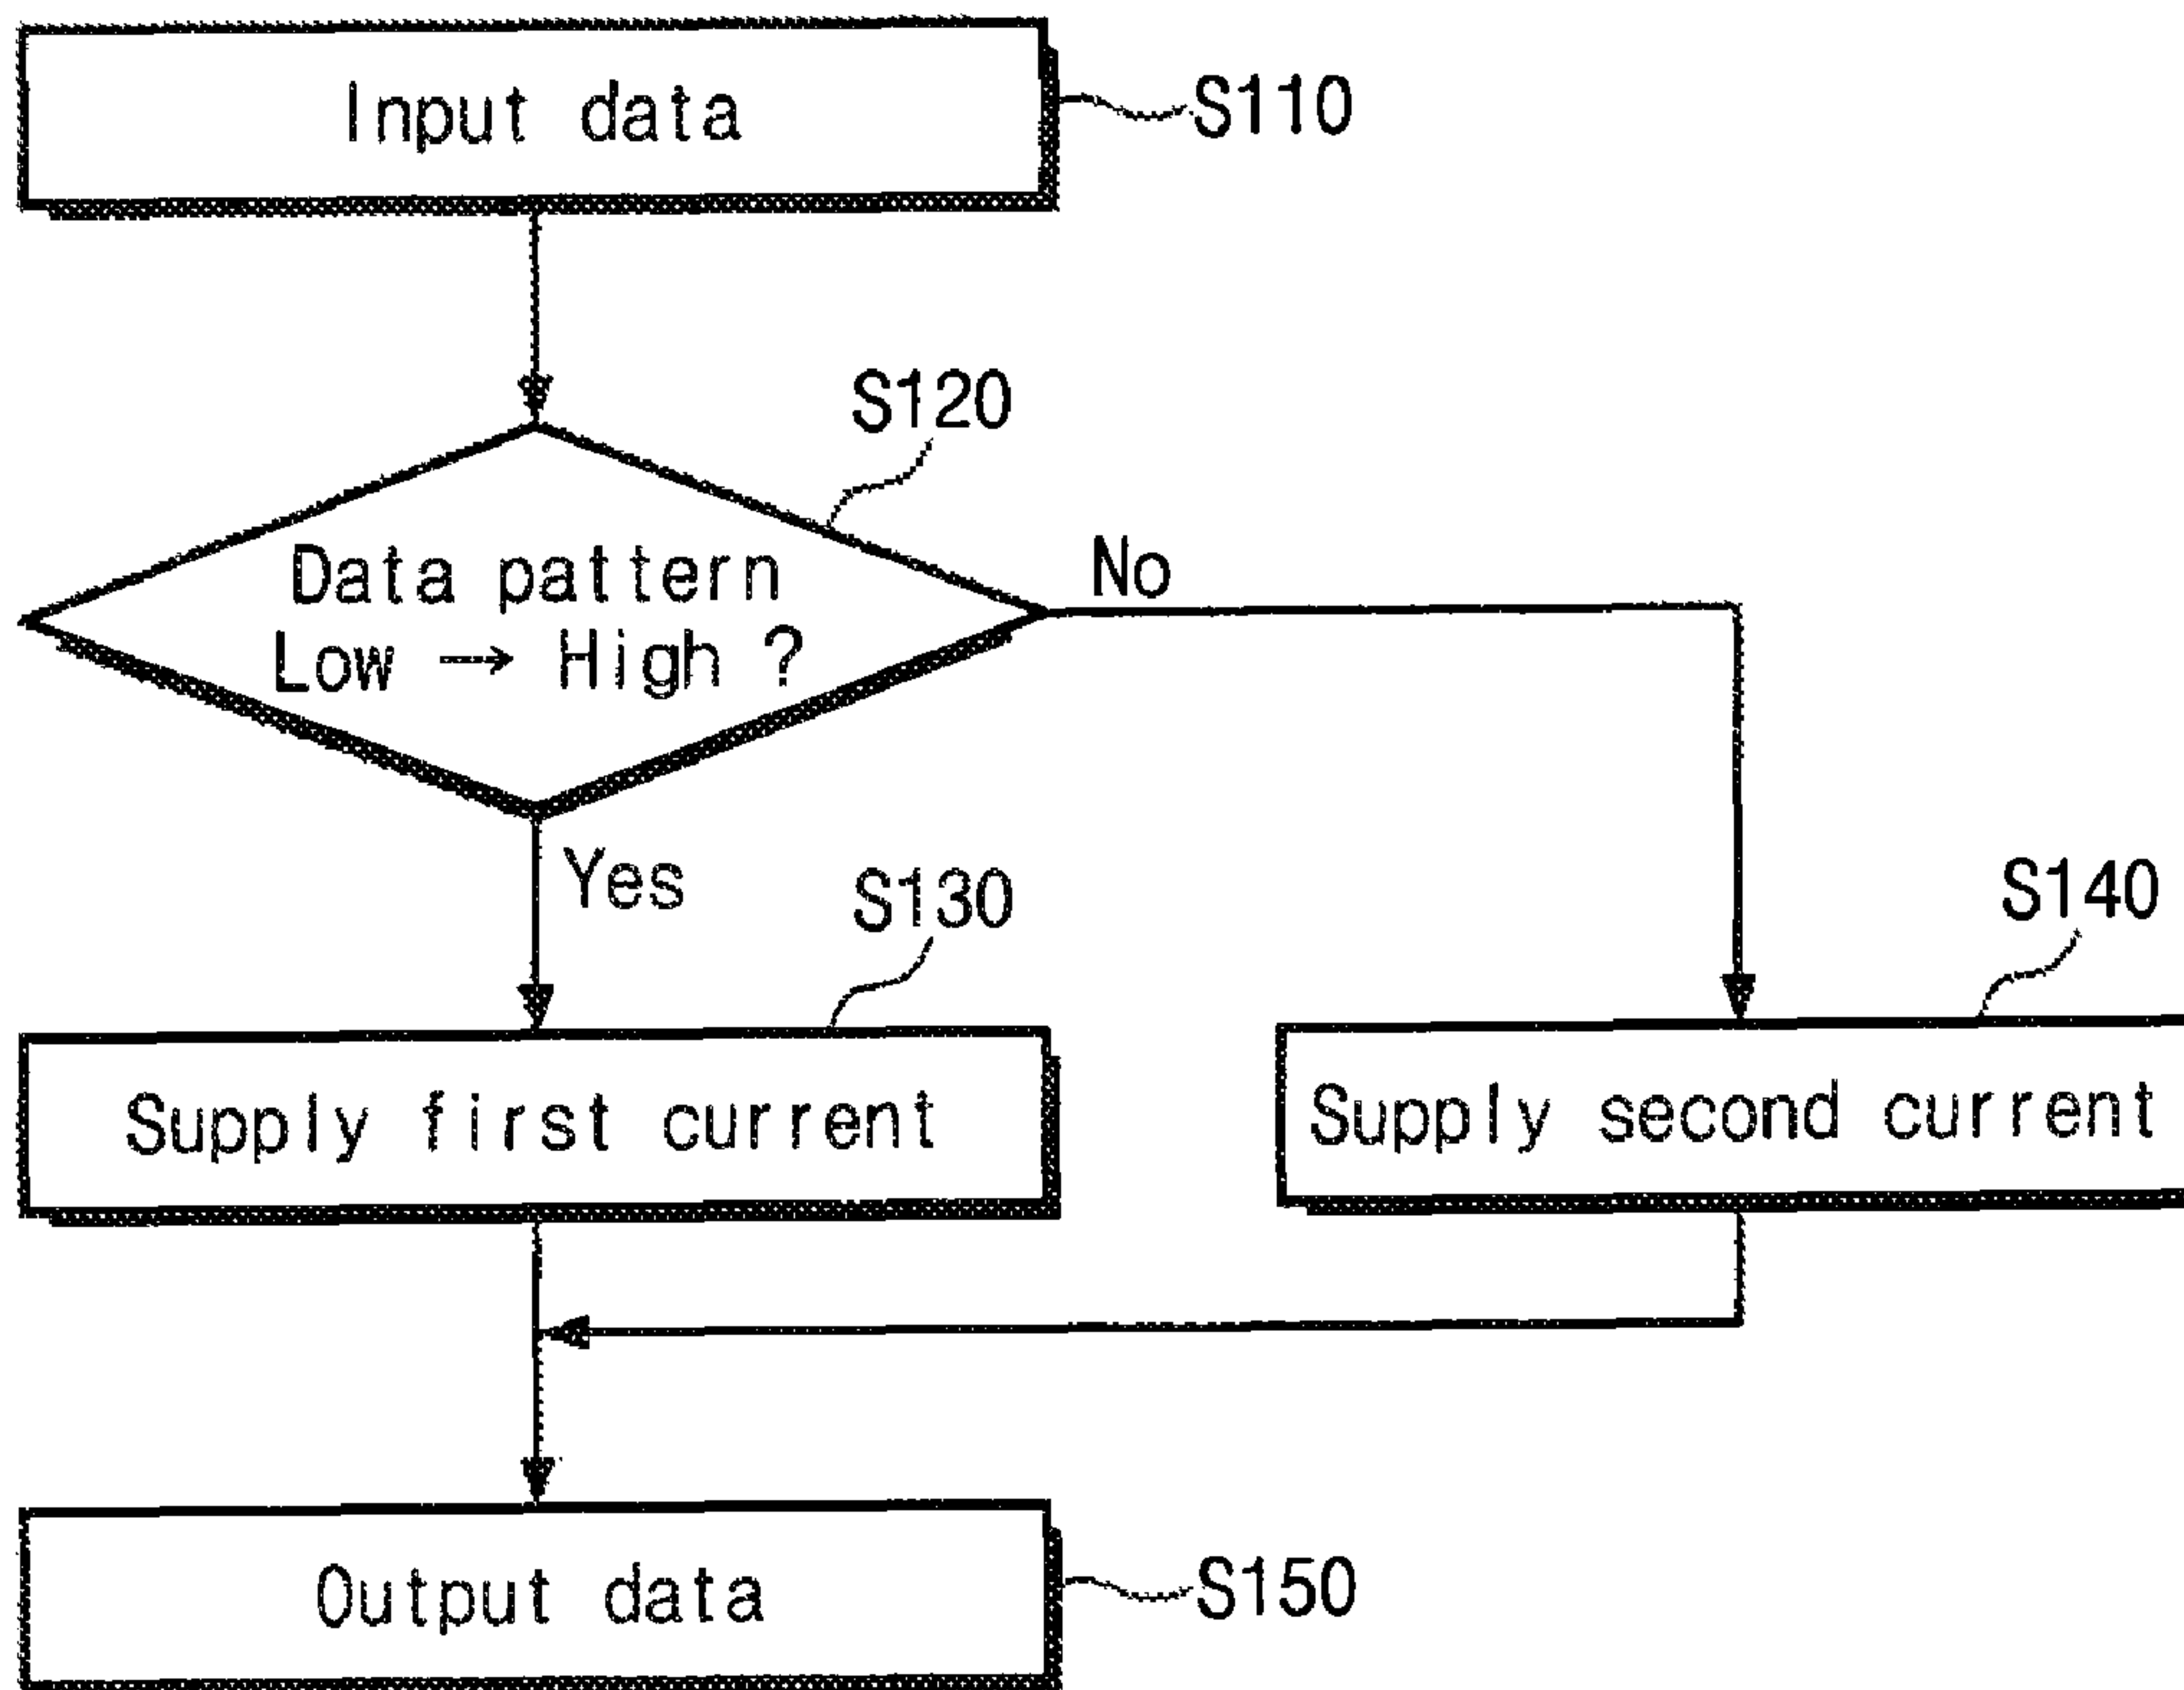 Input data
S110
S120
Data pattern
Low → High ?
No
Yes
S130
S140
Supply first current
Supply second current
Output data
S150